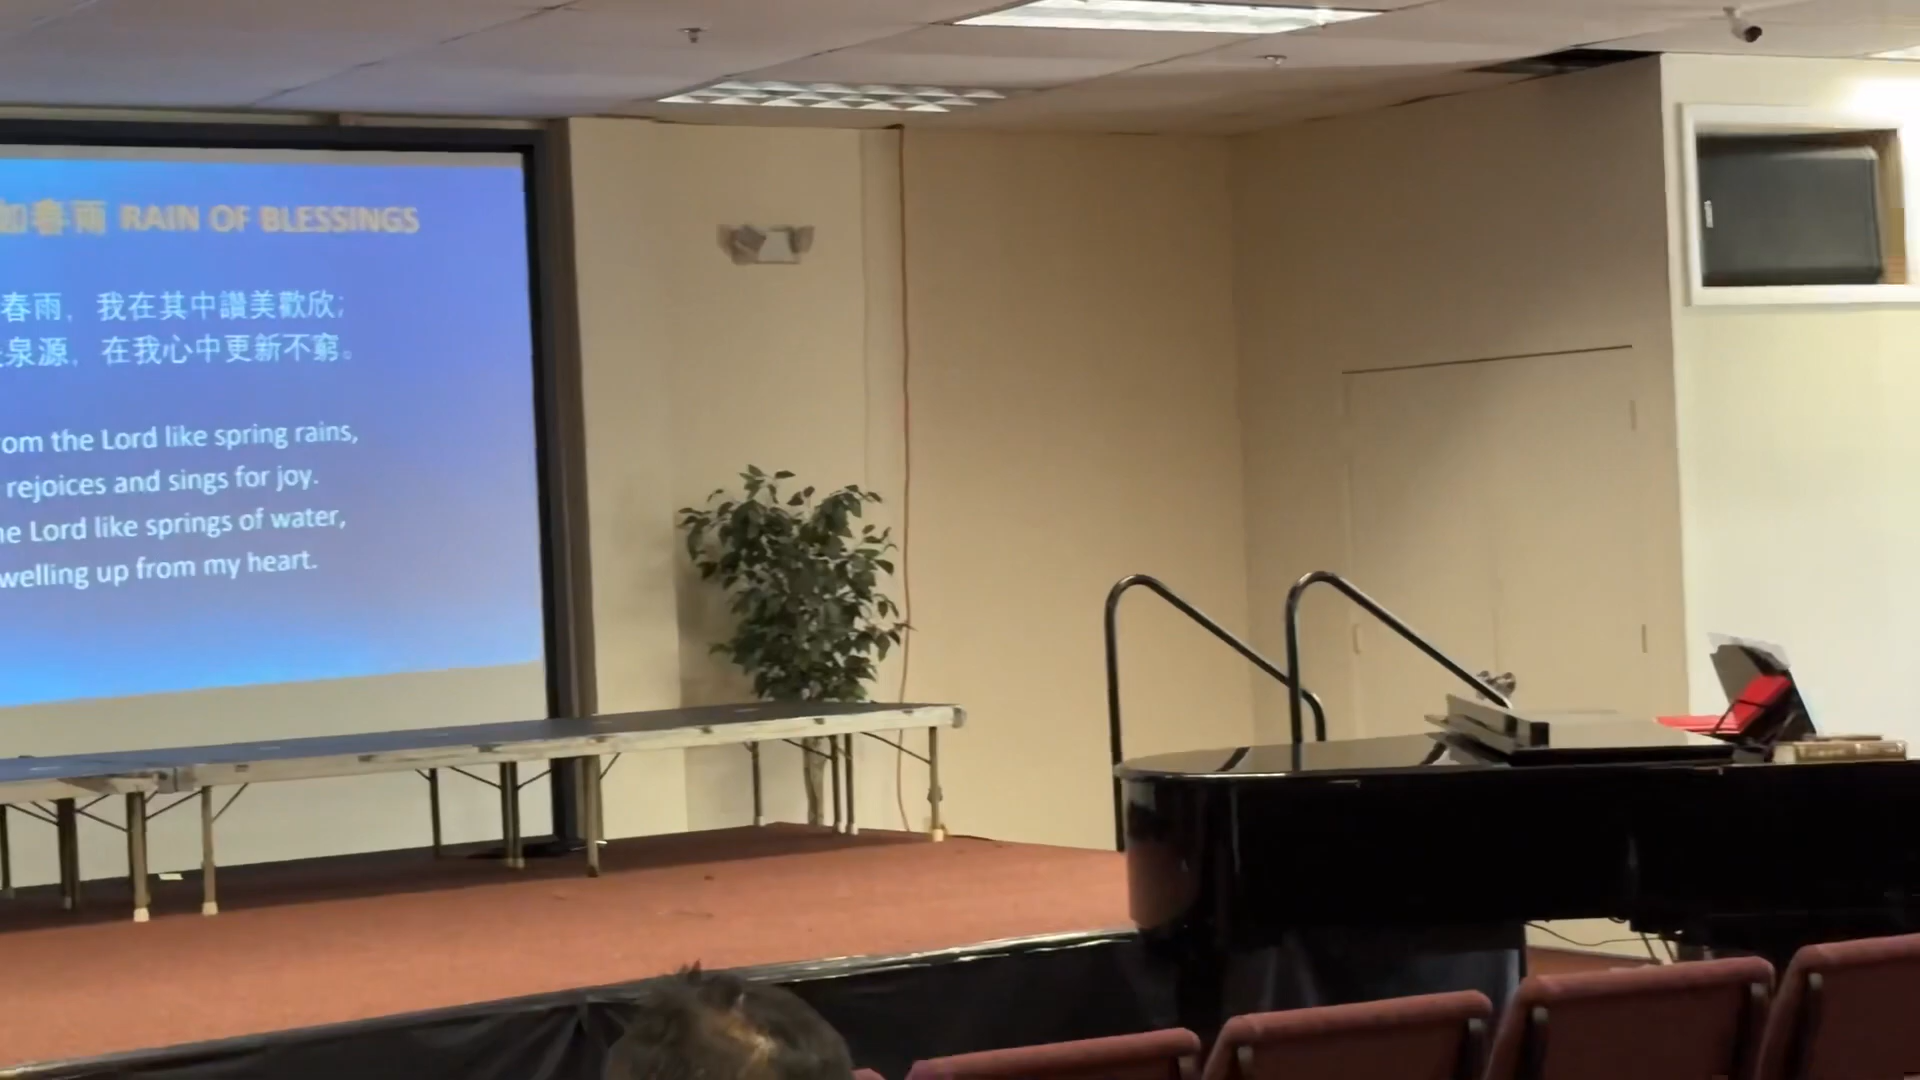 如春雨 RAIN OF BLESSINGS
春雨，我在其中讚美歡欣；
泉源，在我心中更新不窮。
om the Lord like spring rains,
rejoices and sings for joy.
he Lord like springs of water,
welling up from my heart.